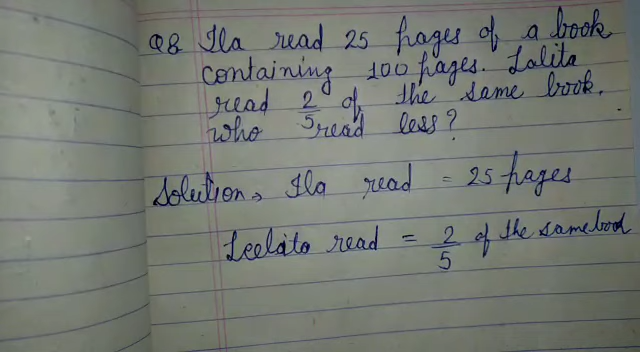 Q8 Ila read 25 pages of a book
containing 100 pages. Lalita
read 2/5 of the same book.
who read less?
Solution → Ila read = 25 pages
Leelato read = 2/5 of the same book